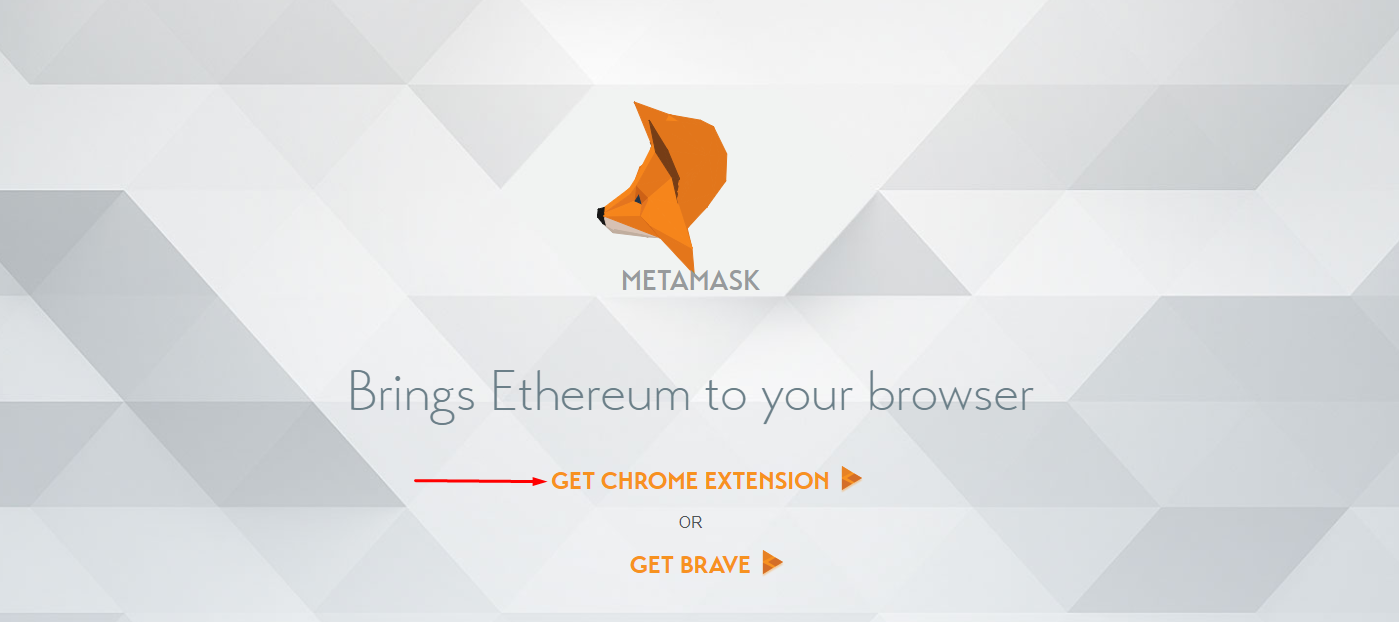 METAMASK
Brings Ethereum to your browser
GET CHROME EXTENSION
OR
GET BRAVE